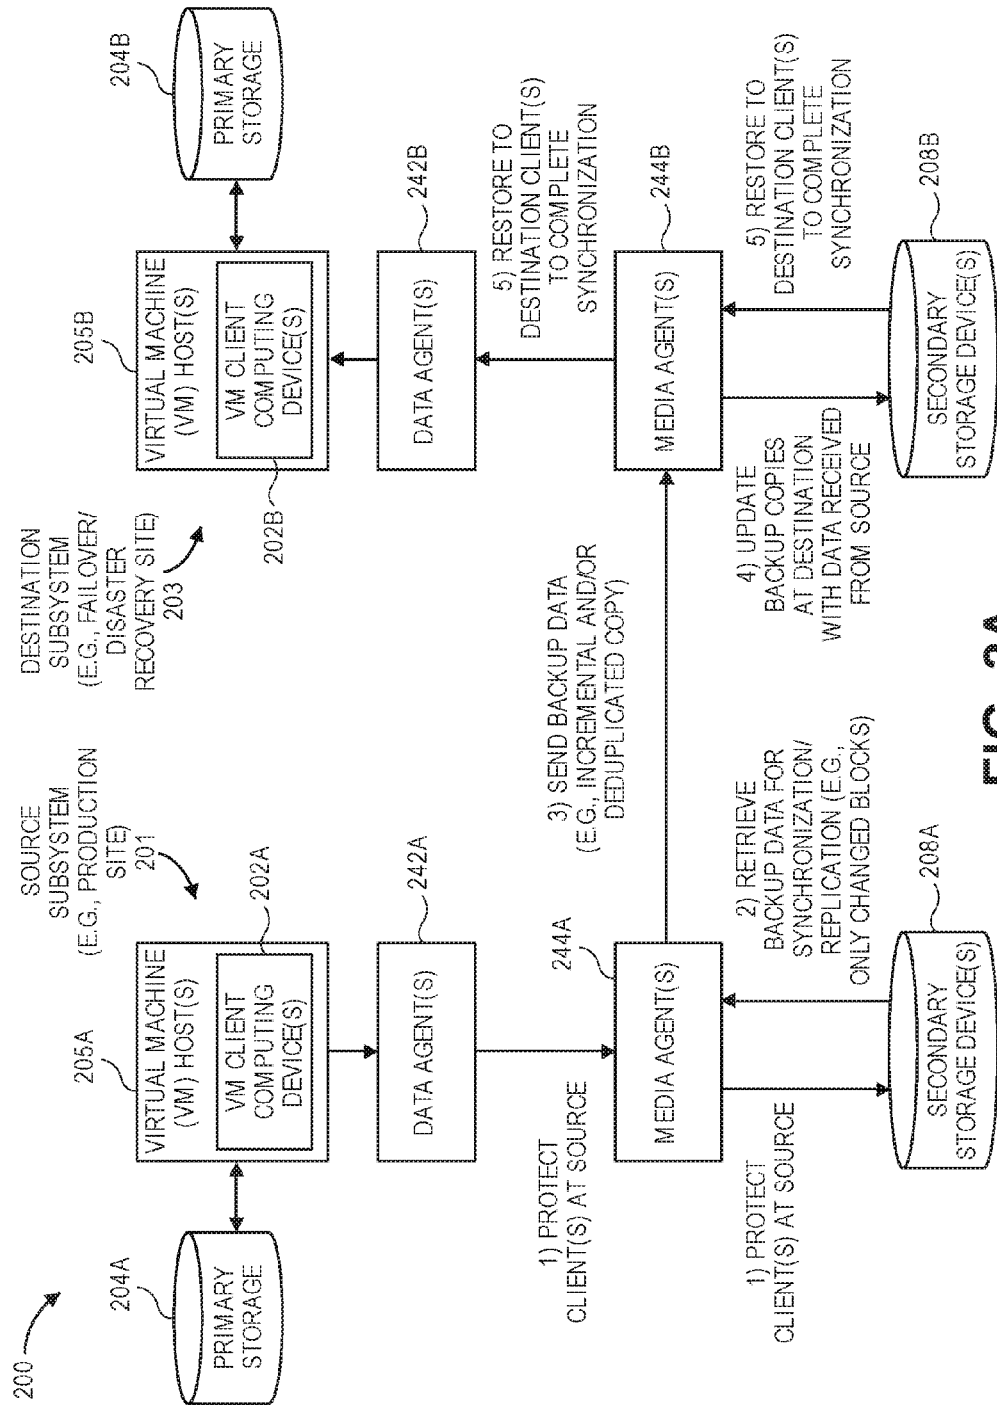 200
SOURCE
SUBSYSTEM
(E.G., PRODUCTION
SITE)
201
DESTINATION
SUBSYSTEM
(E.G., FAILOVER/
DISASTER
RECOVERY SITE)
203
204A
PRIMARY
STORAGE
205A
VIRTUAL MACHINE
(VM) HOST(S)
VM CLIENT
COMPUTING
DEVICE(S)
202A
205B
VIRTUAL MACHINE
(VM) HOST(S)
VM CLIENT
COMPUTING
DEVICE(S)
202B
204B
PRIMARY
STORAGE
DATA AGENT(S)
242A
DATA AGENT(S)
242B
1) PROTECT
CLIENT(S) AT SOURCE
3) SEND BACKUP DATA
(E.G., INCREMENTAL AND/OR
DEDUPLICATED COPY)
5) RESTORE TO
DESTINATION CLIENT(S)
TO COMPLETE
SYNCHRONIZATION
MEDIA AGENT(S)
244A
MEDIA AGENT(S)
244B
1) PROTECT
CLIENT(S) AT SOURCE
2) RETRIEVE
BACKUP DATA FOR
SYNCHRONIZATION/
REPLICATION (E.G.,
ONLY CHANGED BLOCKS)
4) UPDATE
BACKUP COPIES
AT DESTINATION
WITH DATA RECEIVED
FROM SOURCE
5) RESTORE TO
DESTINATION CLIENT(S)
TO COMPLETE
SYNCHRONIZATION
SECONDARY
STORAGE DEVICE(S)
208A
SECONDARY
STORAGE DEVICE(S)
208B